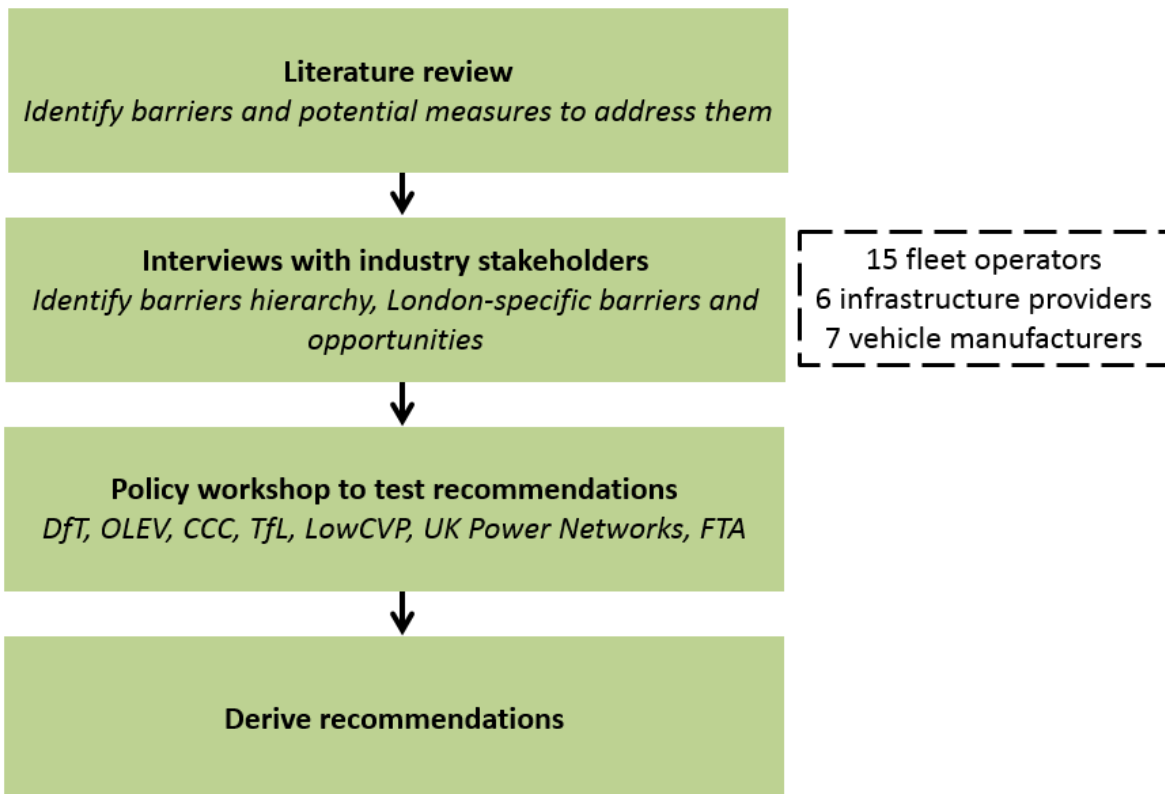 Literature review
Identify barriers and potential measures to address them
Interviews with industry stakeholders
Identify barriers hierarchy, London-specific barriers and
opportunities
15 fleet operators
6 infrastructure providers
7 vehicle manufacturers
Policy workshop to test recommendations
DfT, OLEV, CCC, TfL, LowCVP, UK Power Networks, FTA
Derive recommendations